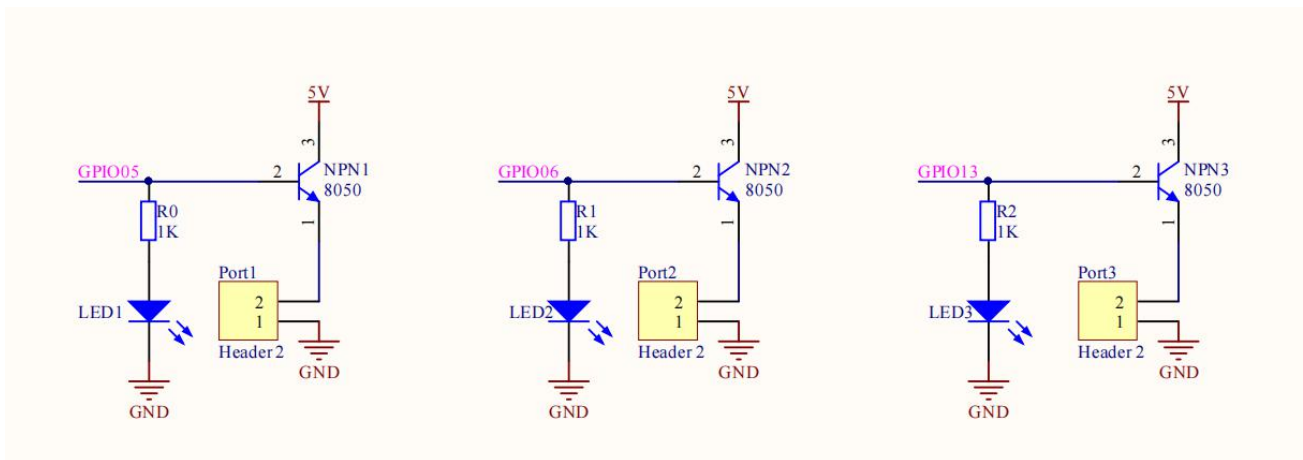 5V
3
GPIO05
2
NPN1
8050
1
R0
1K
Port1
LED1
2
1
Header 2
GND
GND
5V
3
GPIO06
2
NPN2
8050
1
R1
1K
Port2
LED2
2
1
Header 2
GND
GND
5V
3
GPIO13
2
NPN3
8050
1
R2
1K
Port3
LED3
2
1
Header 2
GND
GND